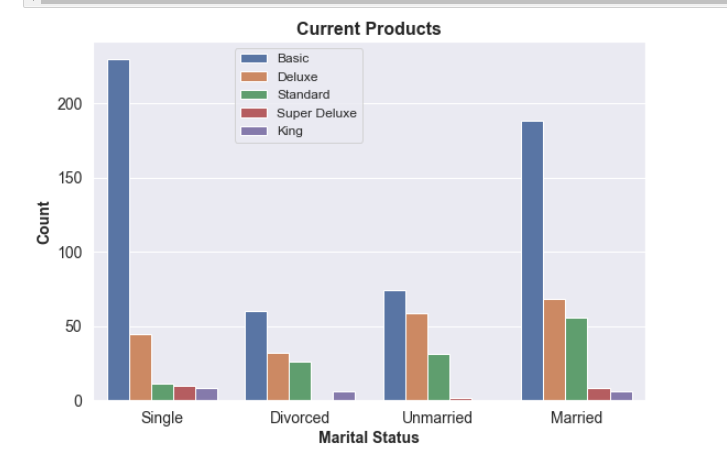 Current Products
Basic
Deluxe
Standard
Super Deluxe
King
200
150
100
50
0
Count
Single Divorced Unmarried Married
Marital Status